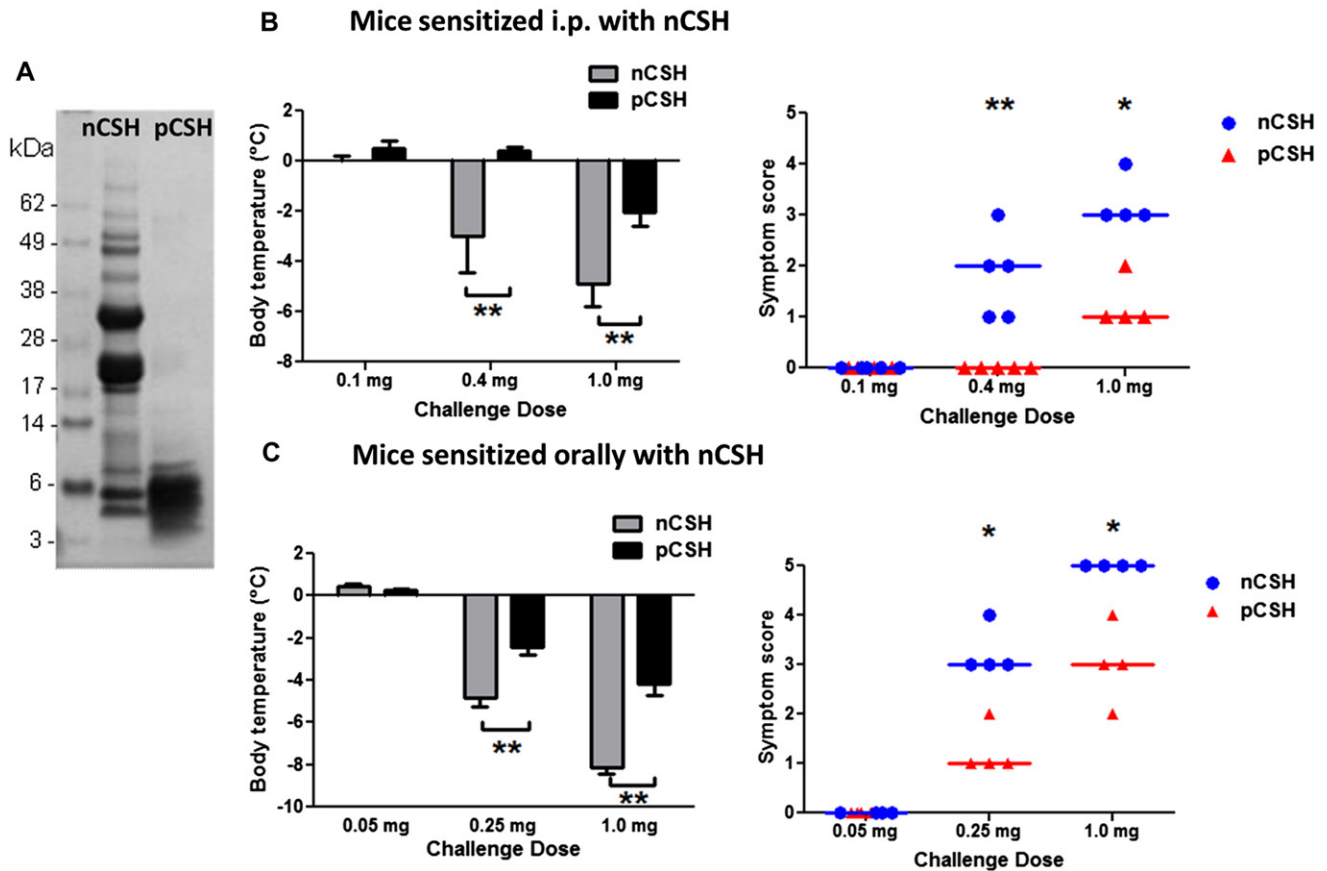 A
nCSH pCSH
kDa
62 -
49 -
38 -
28 -
17 -
14 -
6 -
3 -
B
Mice sensitized i.p. with nCSH
nCSH
pCSH
Body temperature (°C)
2
0
-2
-4
-6
-8
**
**
0.1 mg
0.4 mg
1.0 mg
Challenge Dose
Symptom score
5
4
3
2
1
0
**
*
nCSH
pCSH
0.1 mg
0.4 mg
1.0 mg
Challenge Dose
C
Mice sensitized orally with nCSH
nCSH
pCSH
Body temperature (°C)
2
0
-2
-4
-6
-8
-10
**
**
0.05 mg
0.25 mg
1.0 mg
Challenge Dose
Symptom score
5
4
3
2
1
0
*
*
nCSH
pCSH
0.05 mg
0.25 mg
1.0 mg
Challenge Dose